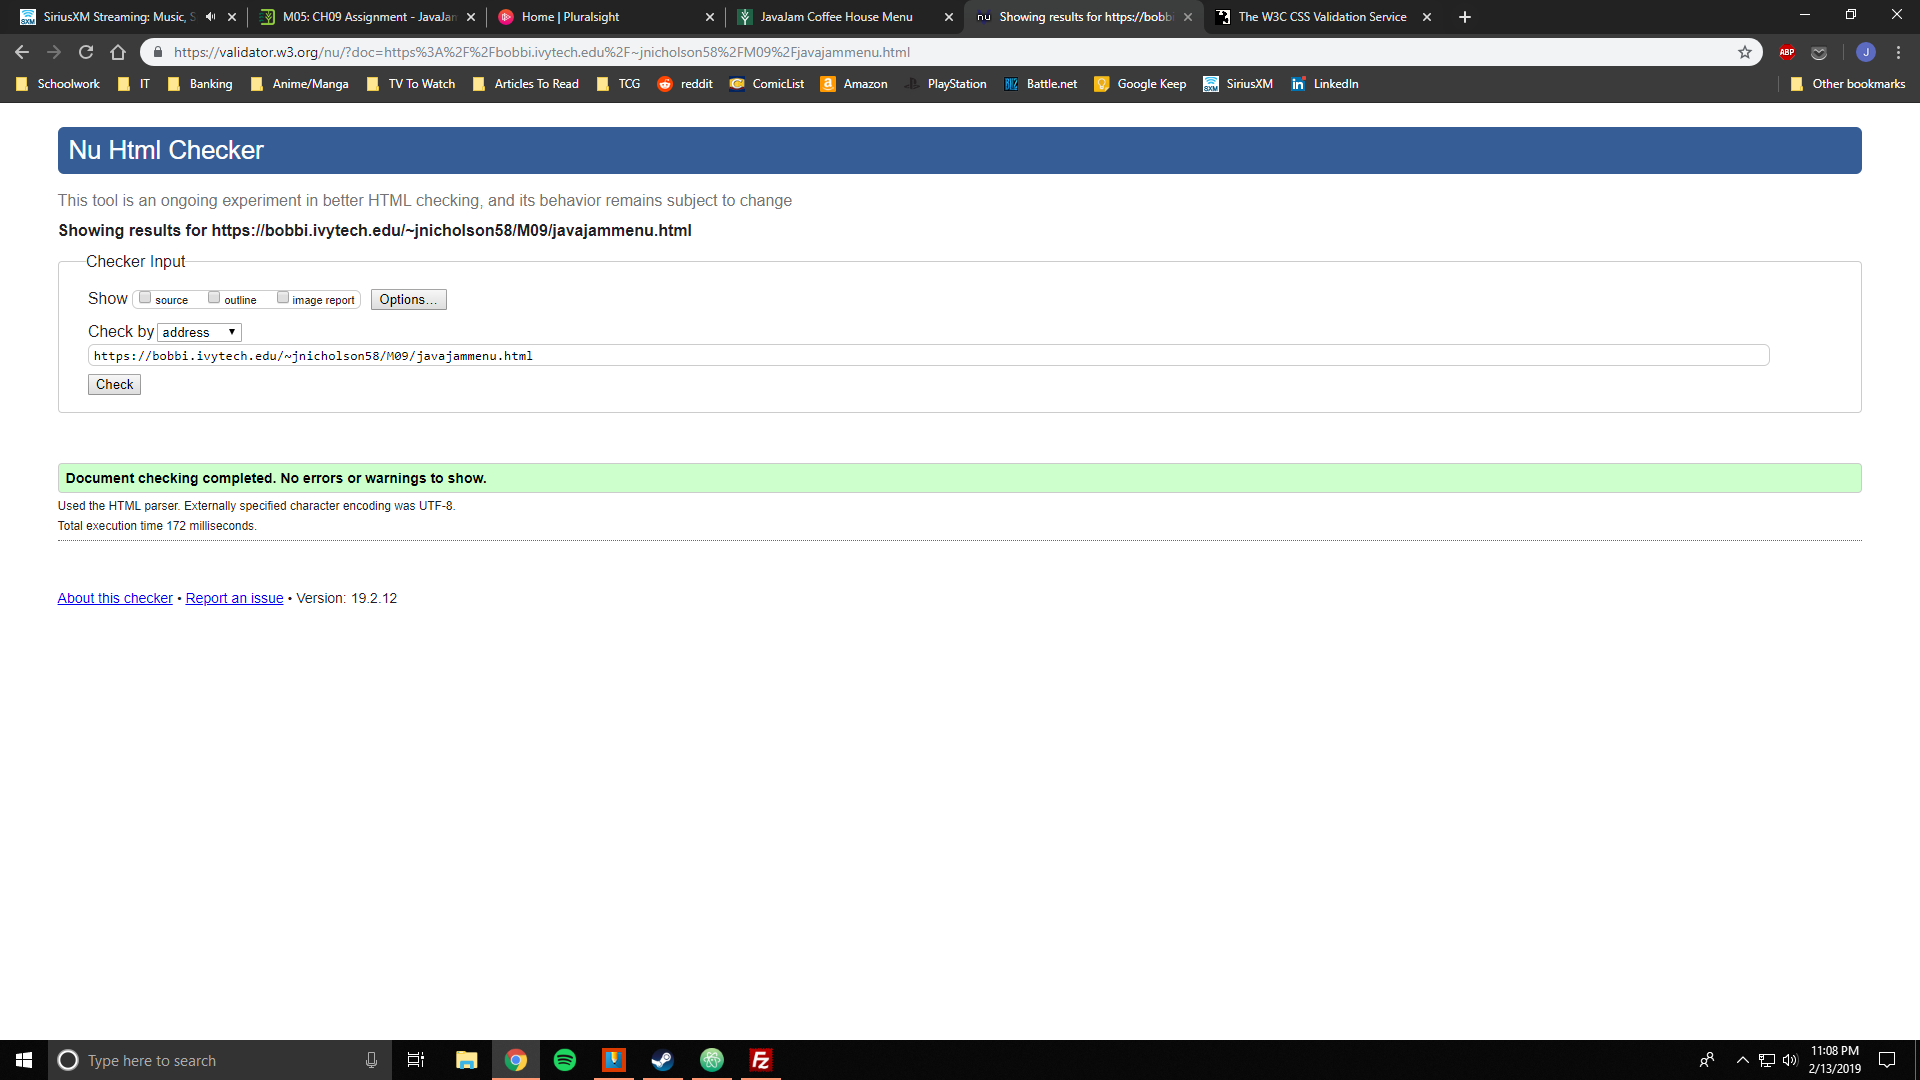 SiriusXM Streaming: Music, S
M05: CH09 Assignment - JavaJam
Home | Pluralsight
JavaJam Coffee House Menu
nu Showing results for https://bobbi
The W3C CSS Validation Service
https://validator.w3.org/nu/?doc=https%3A%2F%2Fbobbi.ivytech.edu%2F~jnicholson58%2FM09%2Fjavajammenu.html
ABP
J
Schoolwork
IT
Banking
Anime/Manga
TV To Watch
Articles To Read
TCG
reddit
ComicList
Amazon
PlayStation
Battle.net
Google Keep
SiriusXM
LinkedIn
Other bookmarks
Nu Html Checker
This tool is an ongoing experiment in better HTML checking, and its behavior remains subject to change
Showing results for https://bobbi.ivytech.edu/~jnicholson58/M09/javajammenu.html
Checker Input
Show source outline image report Options...
Check by address
https://bobbi.ivytech.edu/~jnicholson58/M09/javajammenu.html
Check
Document checking completed. No errors or warnings to show.
Used the HTML parser. Externally specified character encoding was UTF-8.
Total execution time 172 milliseconds.
About this checker • Report an issue • Version: 19.2.12
Type here to search
Fz
11:08 PM
2/13/2019